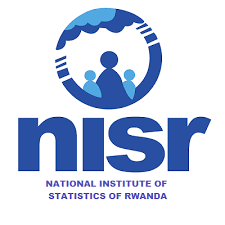 nisr
NATIONAL INSTITUTE OF
STATISTICS OF RWANDA